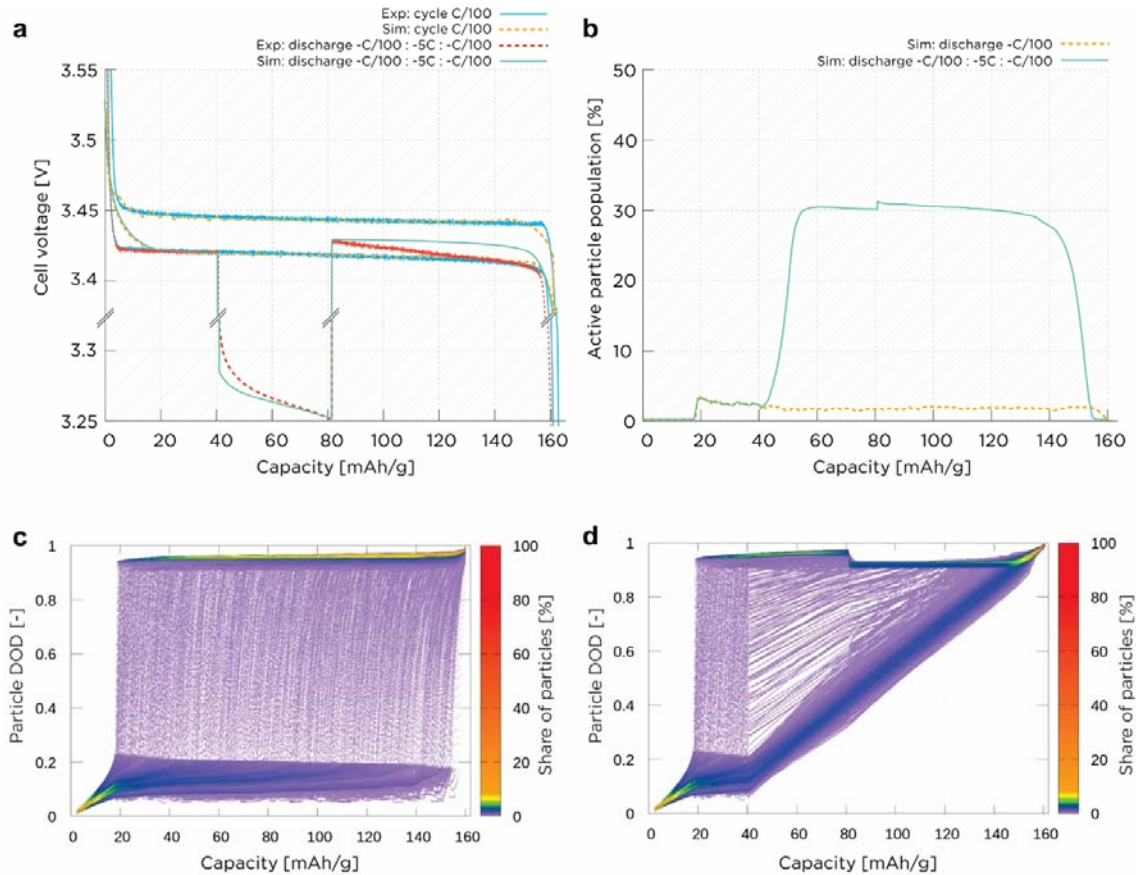 a
Exp: cycle C/100
Sim: cycle C/100
Exp: discharge -C/100 : -5C : -C/100
Sim: discharge -C/100 : -5C : -C/100
3.55
3.5
3.45
3.4
3.3
3.25
Cell voltage [V]
0 20 40 60 80 100 120 140 160
Capacity [mAh/g]
b
Sim: discharge -C/100
Sim: discharge -C/100 : -5C : -C/100
50
40
30
20
10
0
Active particle population [%]
0 20 40 60 80 100 120 140 160
Capacity [mAh/g]
c
1
0.8
0.6
0.4
0.2
0
Particle DOD [-]
0 20 40 60 80 100 120 140 160
Capacity [mAh/g]
100
80
60
40
20
0
Share of particles [%]
d
1
0.8
0.6
0.4
0.2
0
Particle DOD [-]
0 20 40 60 80 100 120 140 160
Capacity [mAh/g]
100
80
60
40
20
0
Share of particles [%]